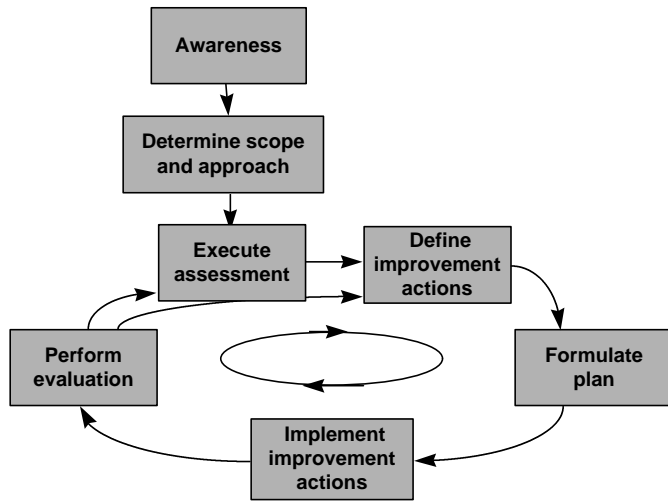 Awareness
Determine scope
and approach
Execute
assessment
Define
improvement
actions
Perform
evaluation
Formulate
plan
Implement
improvement
actions